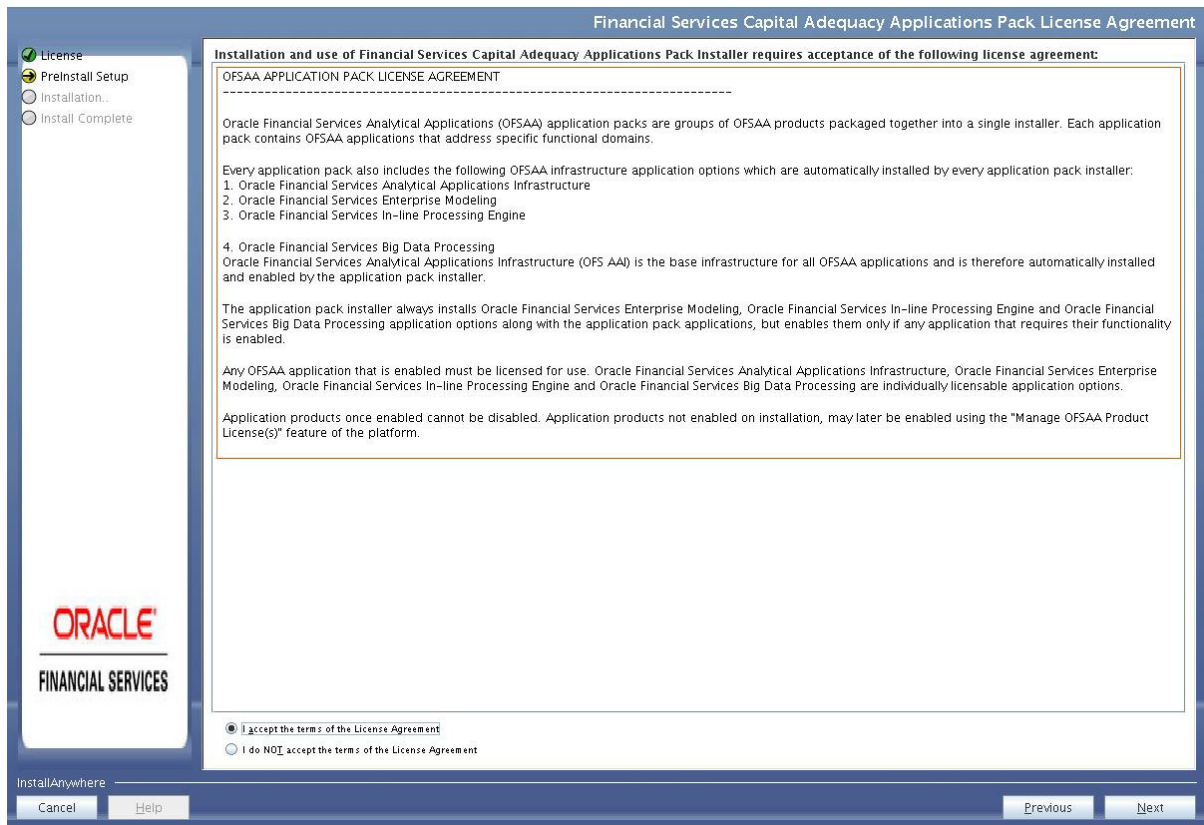 Financial Services Capital Adequacy Applications Pack License Agreement
License
PreInstall Setup
Installation..
Install Complete
Installation and use of Financial Services Capital Adequacy Applications Pack Installer requires acceptance of the following license agreement:
OFSAA APPLICATION PACK LICENSE AGREEMENT
-------------------------------------------------------------------------
Oracle Financial Services Analytical Applications (OFSAA) application packs are groups of OFSAA products packaged together into a single installer. Each application
pack contains OFSAA applications that address specific functional domains.
Every application pack also includes the following OFSAA infrastructure application options which are automatically installed by every application pack installer:
1. Oracle Financial Services Analytical Applications Infrastructure
2. Oracle Financial Services Enterprise Modeling
3. Oracle Financial Services In-line Processing Engine
4. Oracle Financial Services Big Data Processing
Oracle Financial Services Analytical Applications Infrastructure (OFS AAI) is the base infrastructure for all OFSAA applications and is therefore automatically installed
and enabled by the application pack installer.
The application pack installer always installs Oracle Financial Services Enterprise Modeling, Oracle Financial Services In-line Processing Engine and Oracle Financial
Services Big Data Processing application options along with the application pack applications, but enables them only if any application that requires their functionality
is enabled.
Any OFSAA application that is enabled must be licensed for use. Oracle Financial Services Analytical Applications Infrastructure, Oracle Financial Services Enterprise
Modeling, Oracle Financial Services In-line Processing Engine and Oracle Financial Services Big Data Processing are individually licensable application options.
Application products once enabled cannot be disabled. Application products not enabled on installation, may later be enabled using the "Manage OFSAA Product
License(s)" feature of the platform.
ORACLE
FINANCIAL SERVICES
I accept the terms of the License Agreement
I do NOT accept the terms of the License Agreement
InstallAnywhere
Cancel
Help
Previous
Next